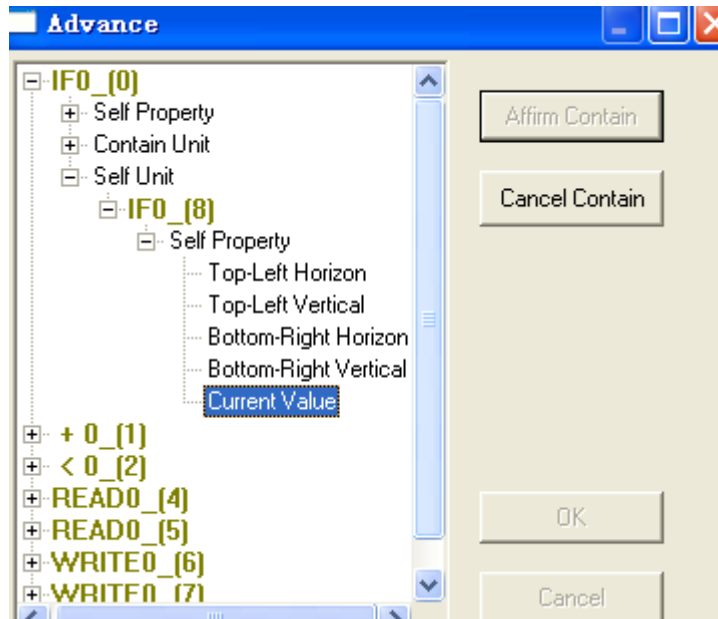 Advance
IF0_(0)
Self Property
Contain Unit
Self Unit
IF0_(8)
Self Property
Top-Left Horizon
Top-Left Vertical
Bottom-Right Horizon
Bottom-Right Vertical
Current Value
+ 0_(1)
< 0_(2)
READ0_(4)
READ0_(5)
WRITE0_(6)
WRITE0_(7)
Affirm Contain
Cancel Contain
OK
Cancel